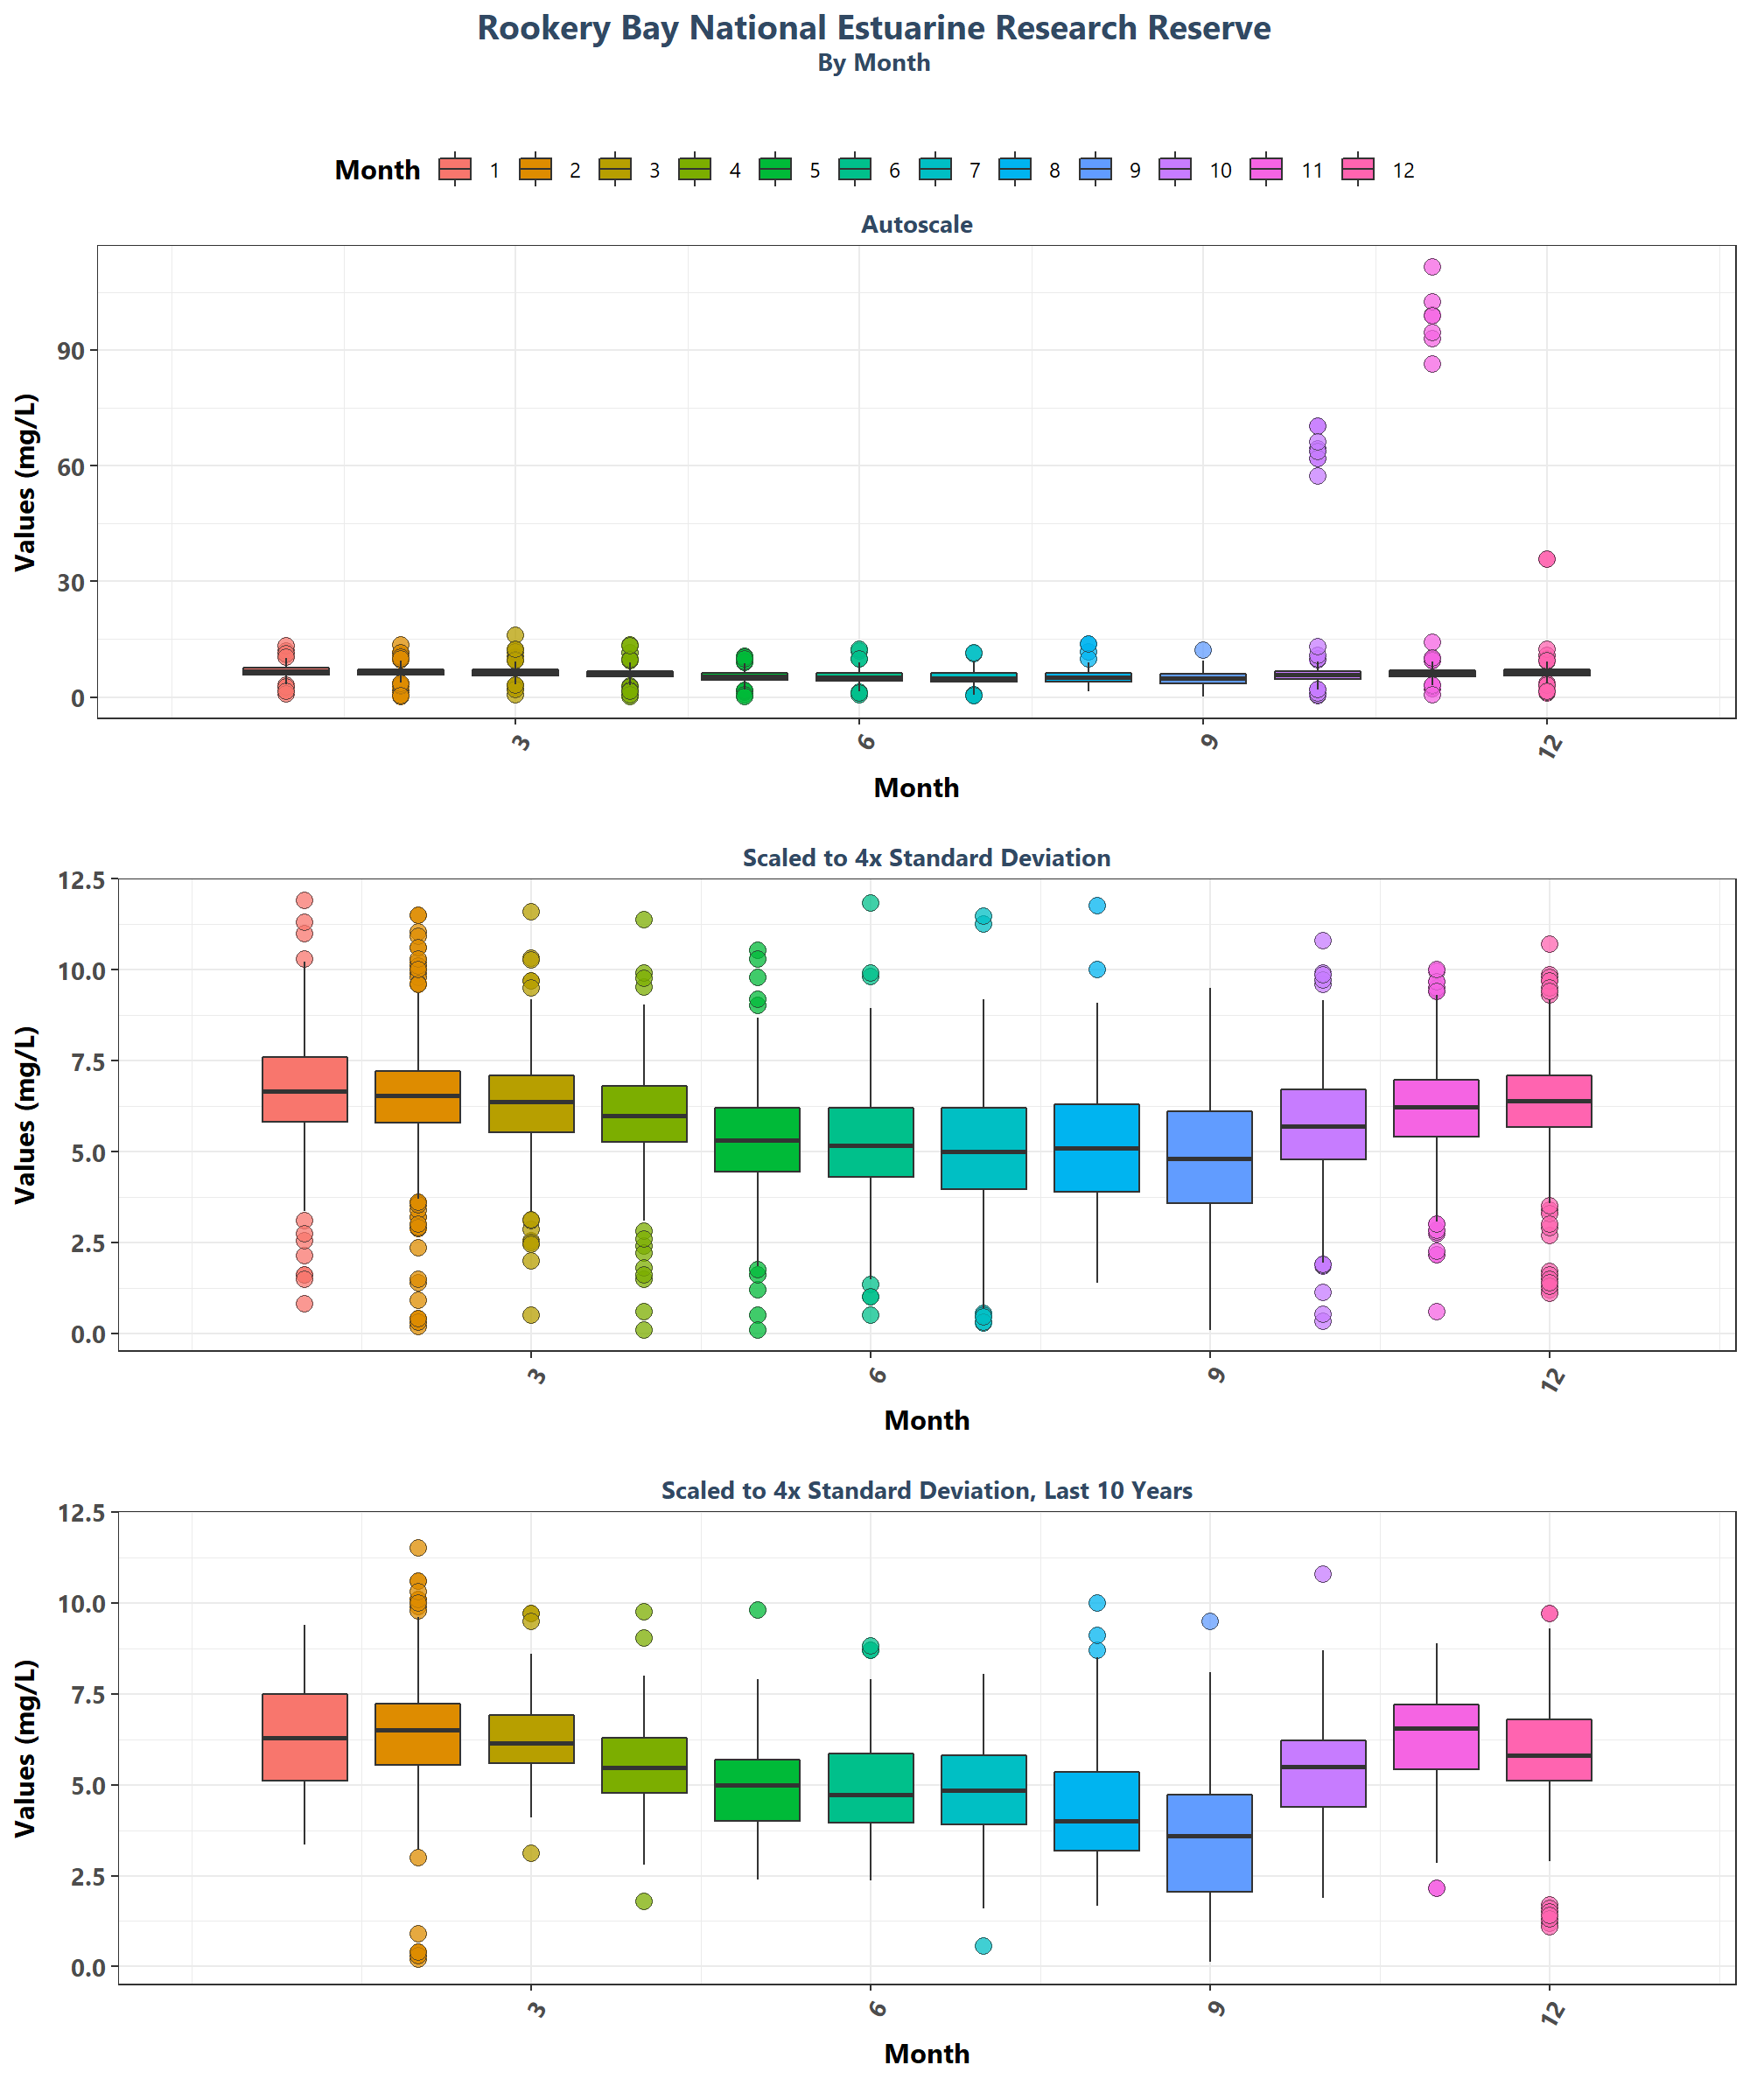 Rookery Bay National Estuarine Research Reserve
By Month
Month 1 2 3 4 5 6 7 8 9 10 11 12
Autoscale
Values (mg/L)
90
60
30
0
3 6 9 12
Month
Scaled to 4x Standard Deviation
Values (mg/L)
12.5
10.0
7.5
5.0
2.5
0.0
3 6 9 12
Month
Scaled to 4x Standard Deviation, Last 10 Years
Values (mg/L)
12.5
10.0
7.5
5.0
2.5
0.0
3 6 9 12
Month